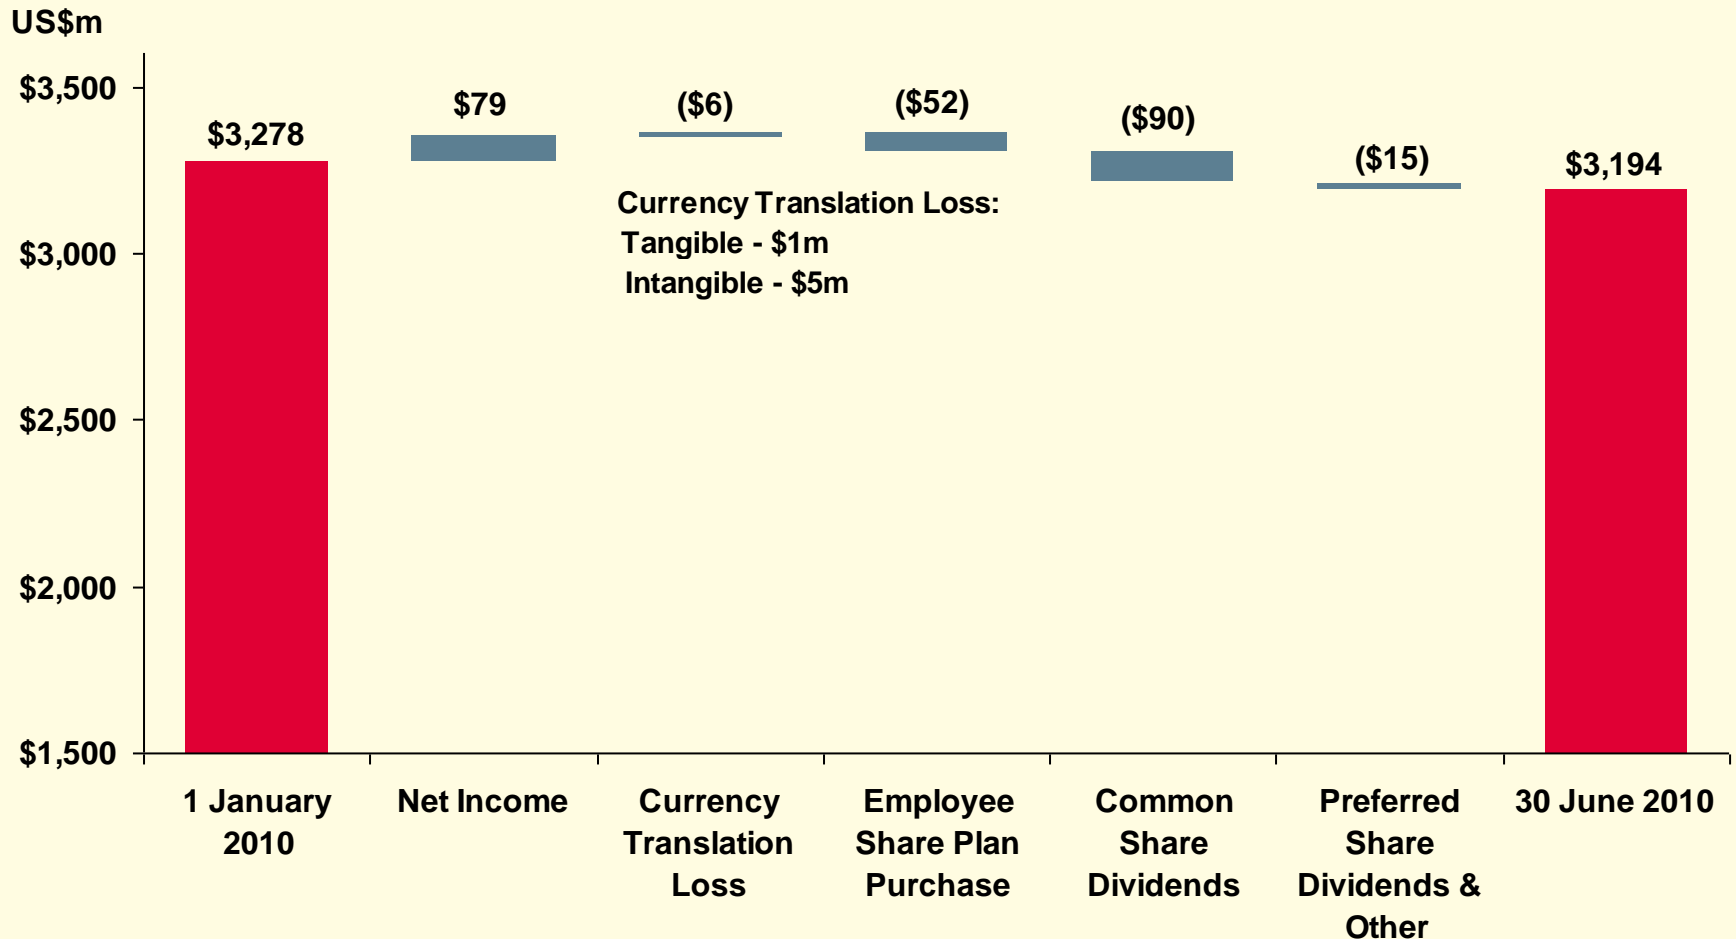 US$m
$3,500
$3,000
$2,500
$2,000
$1,500
$3,278
$79
($6)
($52)
($90)
($15)
$3,194
Currency Translation Loss:
Tangible - $1m
Intangible - $5m
1 January
2010
Net Income
Currency
Translation
Loss
Employee
Share Plan
Purchase
Common
Share
Dividends
Preferred
Share
Dividends &
Other
30 June 2010